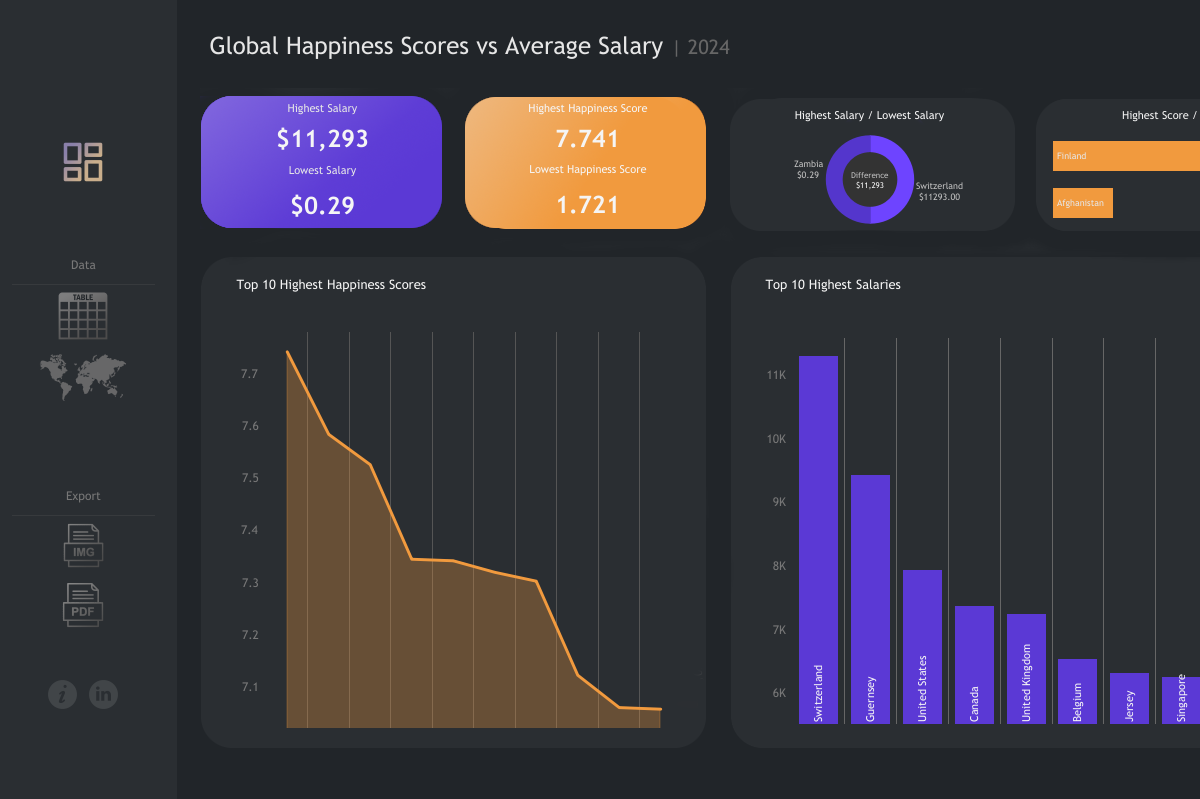 Global Happiness Scores vs Average Salary | 2024
Highest Salary
$11,293
Lowest Salary
$0.29
Highest Happiness Score
7.741
Lowest Happiness Score
1.721
Highest Salary / Lowest Salary
Zambia
$0.29
Difference
$11,293
Switzerland
$11293.00
Highest Score /
Finland
Afghanistan
Data
TABLE
Export
IMG
PDF
i
in
Top 10 Highest Happiness Scores
7.7
7.6
7.5
7.4
7.3
7.2
7.1
Top 10 Highest Salaries
11K
10K
9K
8K
7K
6K
Switzerland
Guernsey
United States
Canada
United Kingdom
Belgium
Jersey
Singapore